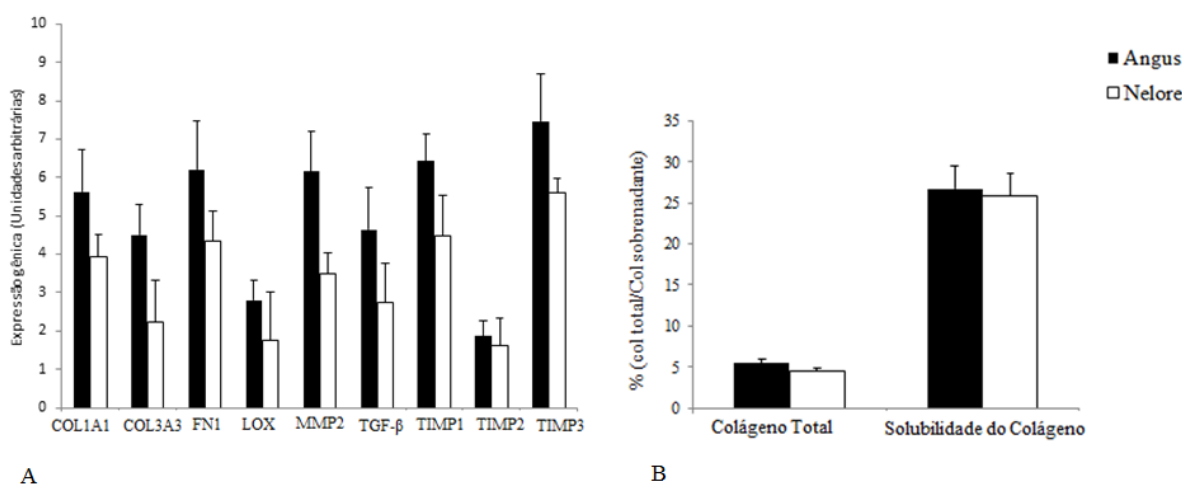 Expressão gênica (Unidadesarbitrárias)
10
9
8
7
6
5
4
3
2
1
0
COL1A1 COL3A3 FN1 LOX MMP2 TGF-β TIMP1 TIMP2 TIMP3
A
Angus
Nelore
% (col total/Col sobrenadante)
35
30
25
20
15
10
5
0
Colágeno Total Solubilidade do Colágeno
B